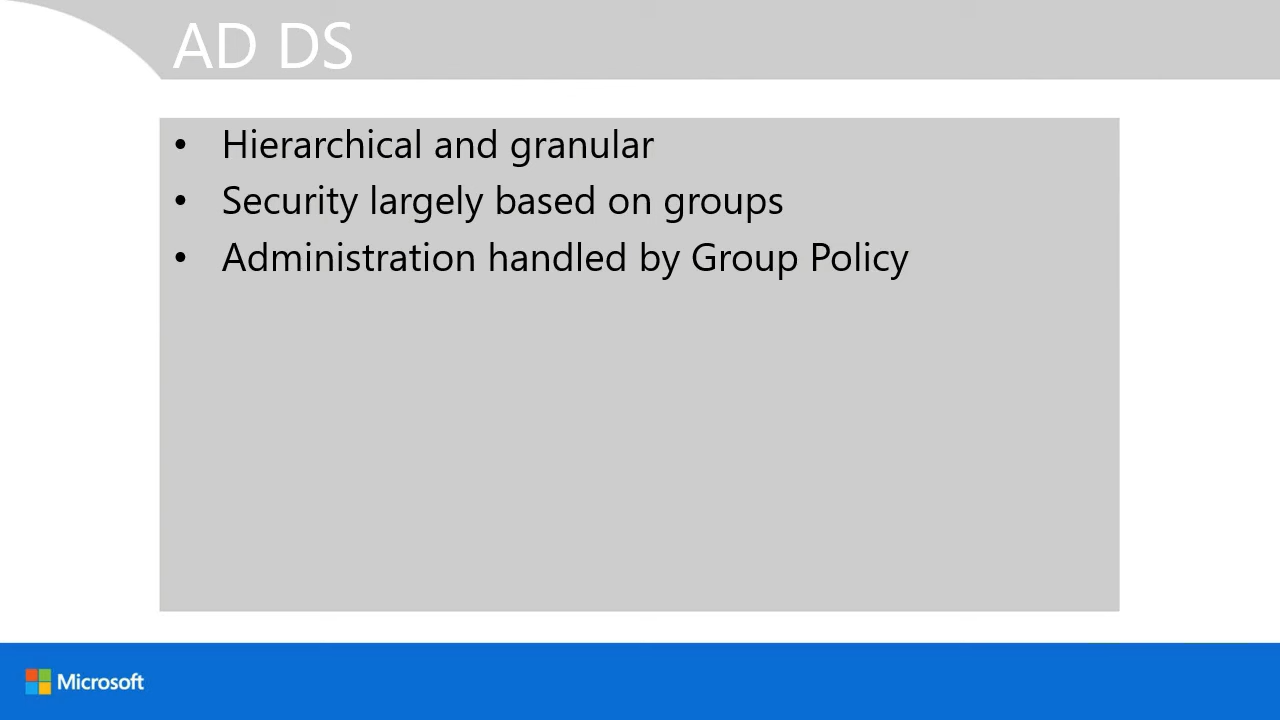 AD DS
• Hierarchical and granular
• Security largely based on groups
• Administration handled by Group Policy
Microsoft